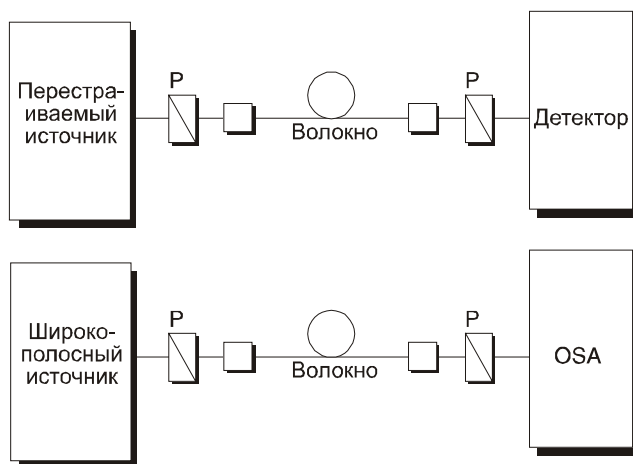 Перестра-
иваемый
источник
P
Волокно
P
Детектор
Широко-
полосный
источник
P
Волокно
P
OSA